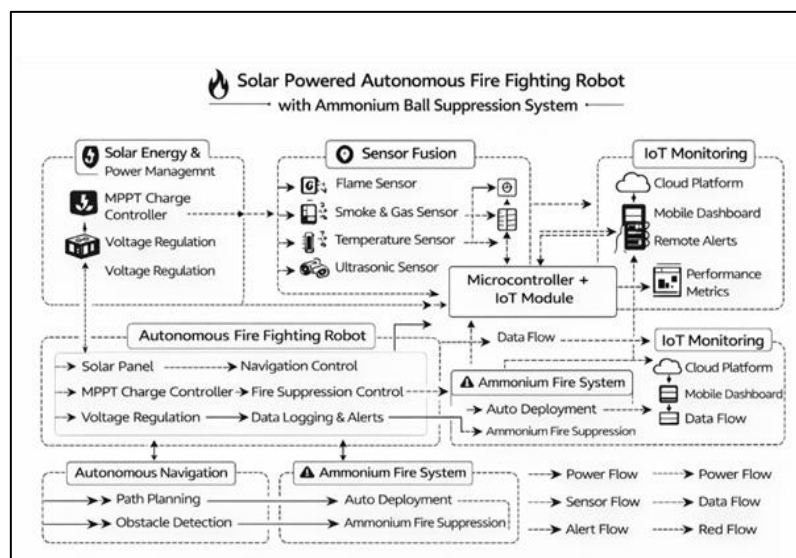 Solar Powered Autonomous Fire Fighting Robot
with Ammonium Ball Suppression System
Solar Energy &
Power Managemnt
MPPT Charge
Controller
Voltage Regulation
Voltage Regulation
Sensor Fusion
Flame Sensor
Smoke & Gas Sensor
Temperature Sensor
Ultrasonic Sensor
IoT Monitoring
Cloud Platform
Mobile Dashboard
Remote Alerts
Performance
Metrics
Microcontroller +
IoT Module
Autonomous Fire Fighting Robot
Solar Panel
Navigation Control
MPPT Charge Controller
Fire Suppression Control
Voltage Regulation
Data Logging & Alerts
Data Flow
Ammonium Fire System
Auto Deployment
Ammonium Fire Suppression
IoT Monitoring
Cloud Platform
Mobile Dashboard
Data Flow
Autonomous Navigation
Path Planning
Obstacle Detection
Ammonium Fire System
Auto Deployment
Ammonium Fire Suppression
Power Flow
Power Flow
Sensor Flow
Data Flow
Alert Flow
Red Flow